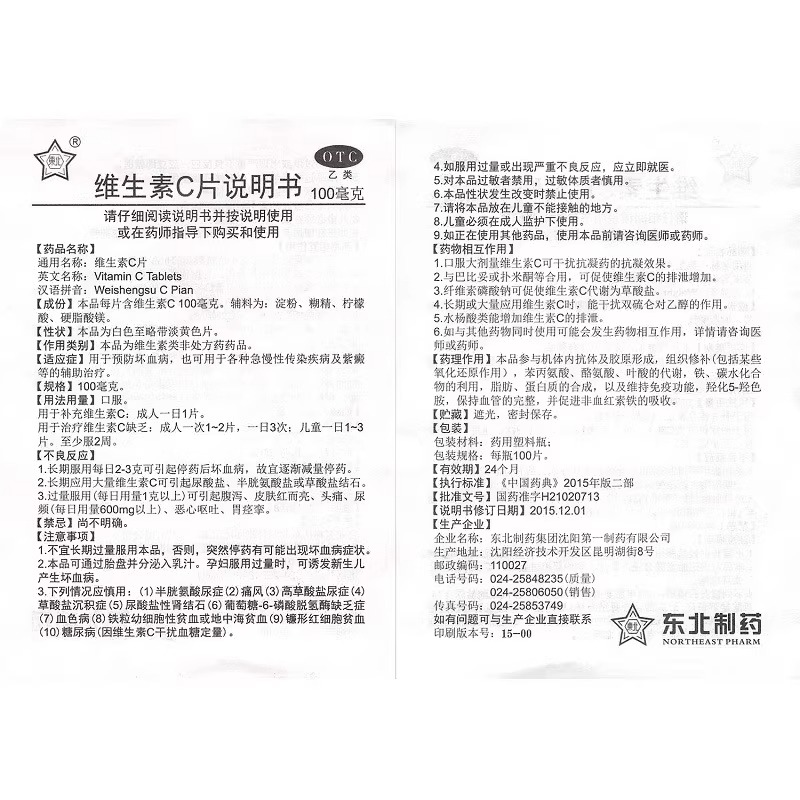 東北
®
OTC
乙类
维生素C片说明书
100毫克
请仔细阅读说明书并按说明使用
或在药师指导下购买和使用
【药品名称】
通用名称：维生素C片
英文名称：Vitamin C Tablets
汉语拼音：Weishengsu C Pian
【成份】本品每片含维生素C 100毫克。辅料为：淀粉、糊精、柠檬
酸、硬脂酸镁。
【性状】本品为白色至略带淡黄色片。
【作用类别】本品为维生素类非处方药药品。
【适应症】用于预防坏血病，也可用于各种急慢性传染疾病及紫癜
等的辅助治疗。
【规格】100毫克。
【用法用量】口服。
用于补充维生素C：成人一日1片。
用于治疗维生素C缺乏：成人一次1~2片，一日3次；儿童一日1~3
片。至少服2周。
【不良反应】
1.长期服用每日2-3克可引起停药后坏血病，故宜逐渐减量停药。
2.长期应用大量维生素C可引起尿酸盐、半胱氨酸盐或草酸盐结石。
3.过量服用(每日用量1克以上)可引起腹泻、皮肤红而亮、头痛、尿
频(每日用量600mg以上)、恶心呕吐、胃痉挛。
【禁忌】尚不明确。
【注意事项】
1.不宜长期过量服用本品，否则，突然停药有可能出现坏血病症状。
2.本品可通过胎盘并分泌入乳汁。孕妇服用过量时，可诱发新生儿
产生坏血病。
3.下列情况应慎用：(1)半胱氨酸尿症(2)痛风(3)高草酸盐尿症(4)
草酸盐沉积症(5)尿酸盐性肾结石(6)葡萄糖-6-磷酸脱氢酶缺乏症
(7)血色病(8)铁粒幼细胞性贫血或地中海贫血(9)镰形红细胞贫血
(10)糖尿病(因维生素C干扰血糖定量)。
4.如服用过量或出现严重不良反应，应立即就医。
5.对本品过敏者禁用，过敏体质者慎用。
6.本品性状发生改变时禁止使用。
7.请将本品放在儿童不能接触的地方。
8.儿童必须在成人监护下使用。
9.如正在使用其他药品，使用本品前请咨询医师或药师。
【药物相互作用】
1.口服大剂量维生素C可干扰抗凝药的抗凝效果。
2.与巴比妥或扑米酮等合用，可促使维生素C的排泄增加。
3.纤维素磷酸钠可促使维生素C代谢为草酸盐。
4.长期或大量应用维生素C时，能干扰双硫仑对乙醇的作用。
5.水杨酸类能增加维生素C的排泄。
6.如与其他药物同时使用可能会发生药物相互作用，详情请咨询医
师或药师。
【药理作用】本品参与机体内抗体及胶原形成，组织修补(包括某些
氧化还原作用)，苯丙氨酸、酪氨酸、叶酸的代谢，铁、碳水化合
物的利用，脂肪、蛋白质的合成，以及维持免疫功能，羟化5-羟色
胺，保持血管的完整，并促进非血红素铁的吸收。
【贮藏】遮光，密封保存。
【包装】
包装材料：药用塑料瓶；
包装规格：每瓶100片。
【有效期】24个月
【执行标准】《中国药典》2015年版二部
【批准文号】国药准字H21020713
【说明书修订日期】2015.12.01
【生产企业】
企业名称：东北制药集团沈阳第一制药有限公司
生产地址：沈阳经济技术开发区昆明湖街8号
邮政编码：110027
电话号码：024-25848235(质量)
024-25806050(销售)
传真号码：024-25853749
如有问题可与生产企业直接联系
印刷版本号：15-00
東北
东北制药
NORTHEAST PHARM